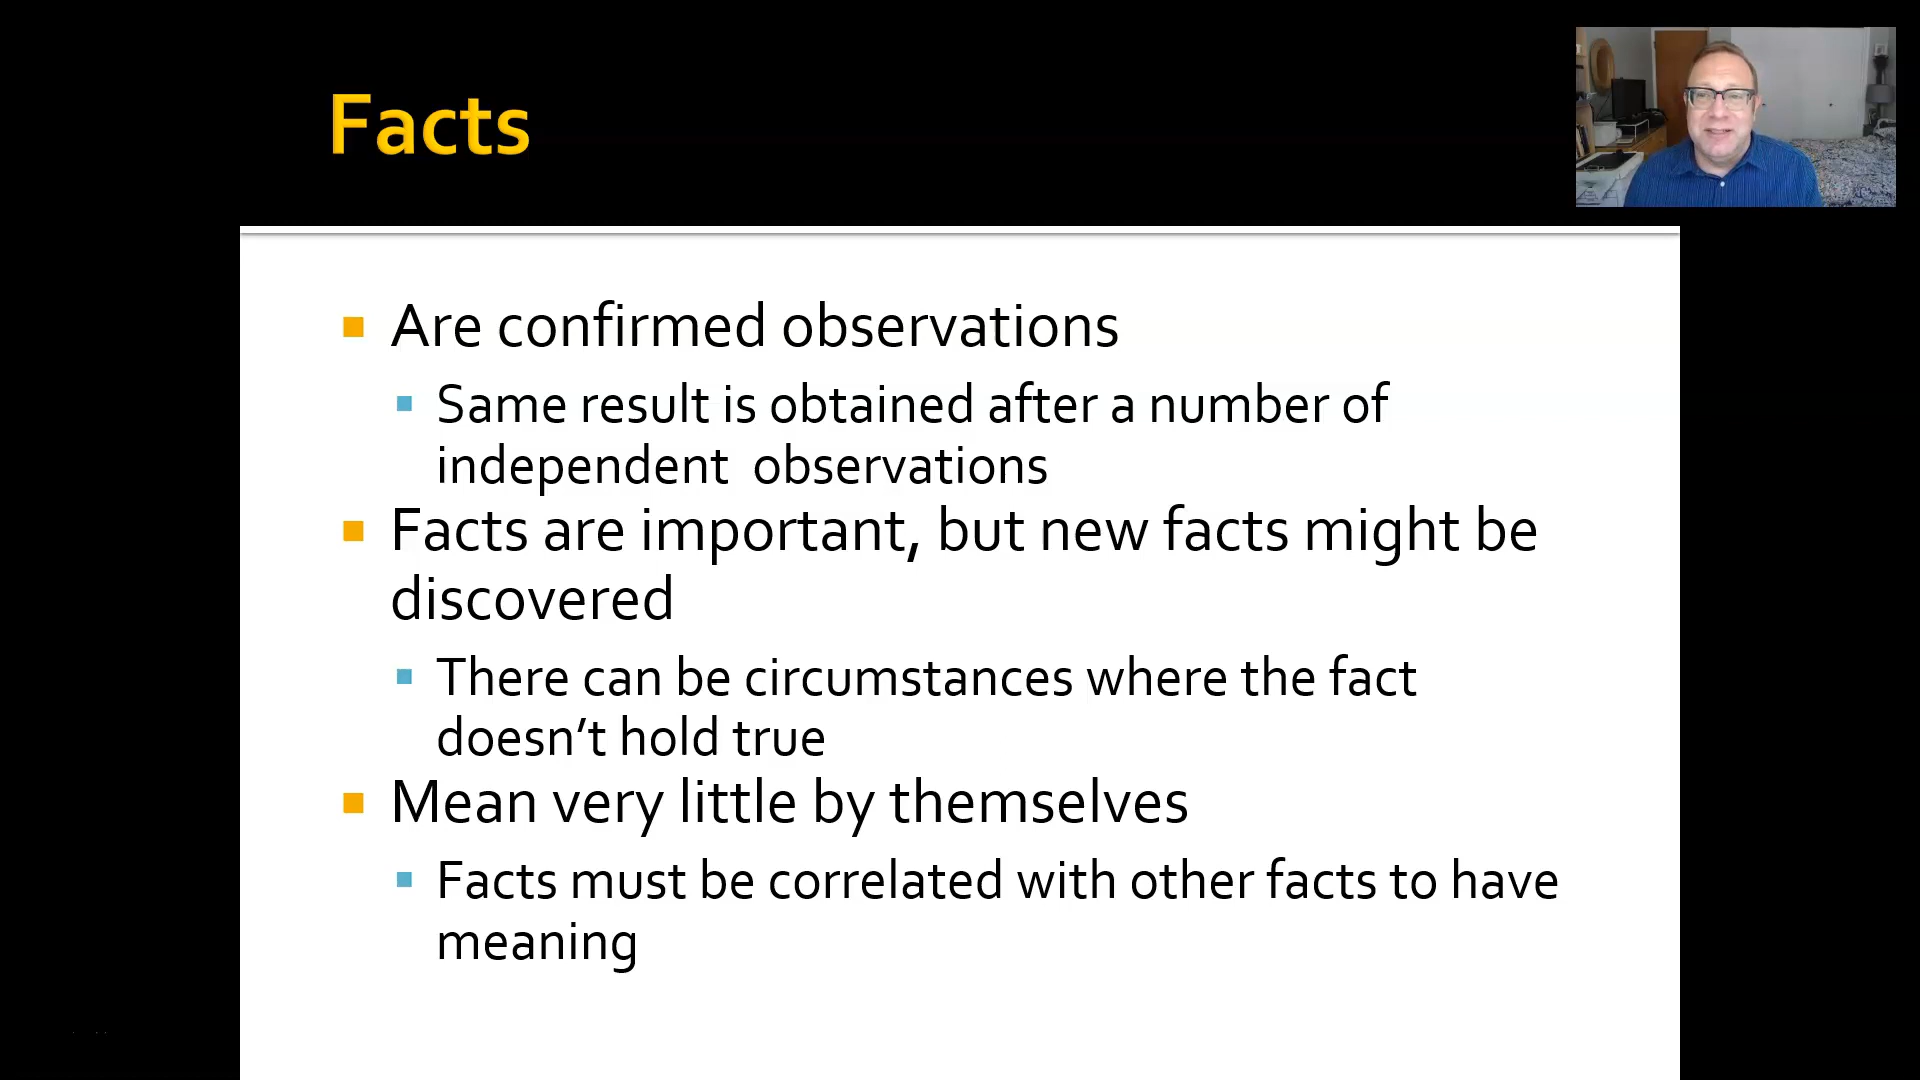 Facts
Are confirmed observations
Same result is obtained after a number of
independent  observations
Facts are important, but new facts might be
discovered
There can be circumstances where the fact
doesn’t hold true
Mean very little by themselves
Facts must be correlated with other facts to have
meaning